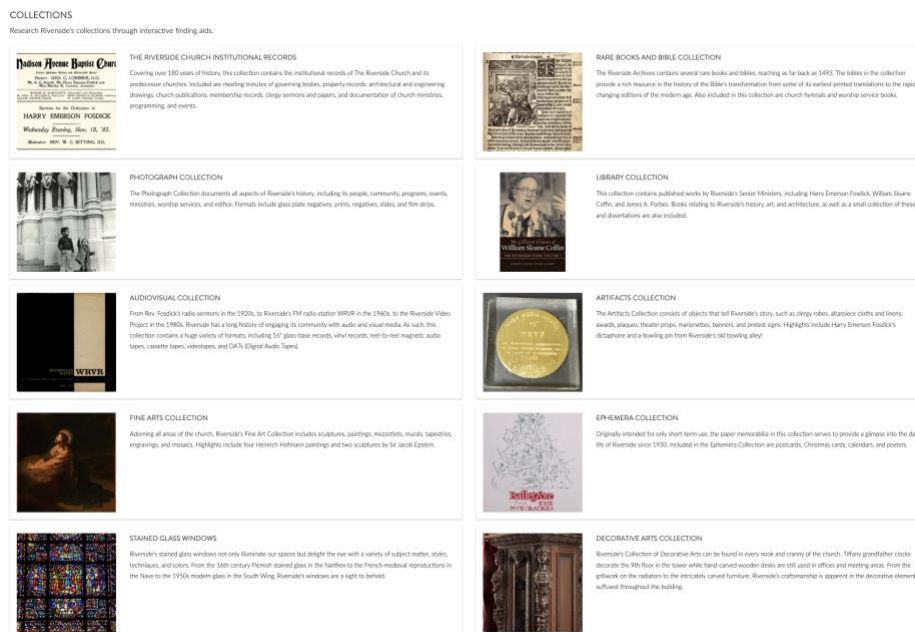 COLLECTIONS
Research Riverside's collections through interactive finding aids.
Madison Avenue Baptist Church
HARRY EMERSON FOSDICK
Wednesday Evening, Nov. 18, '03.
THE RIVERSIDE CHURCH INSTITUTIONAL RECORDS
Covering over 180 years of history, this collection contains the institutional records of The Riverside Church and its
predecessor churches. Included are meeting minutes of governing bodies, property records, architectural and engineering
drawings, church publications, membership records, clergy sermons and papers, and documentation of church ministries,
programming, and events.
RARE BOOKS AND BIBLE COLLECTION
The Riverside Archives contains several rare books and bibles, reaching as far back as 1493. The bibles in the collection
provide a rich resource in the history of the Bible's transformation from some of its earliest printed translations to the rapid
changing editions of the modern age. Also included in this collection are church hymnals and worship service books.
PHOTOGRAPH COLLECTION
The Photograph Collection documents all aspects of Riverside's history, including its people, community, programs, events,
ministries, worship services, and edifice. Formats include glass plate negatives, prints, negatives, slides, and film strips.
William Sloane Coffin
LIBRARY COLLECTION
This collection contains published works by Riverside's Senior Ministers, including Harry Emerson Fosdick, William Sloane
Coffin, and James A. Forbes. Books relating to Riverside's history, art, and architecture, as well as a small collection of these
and dissertations are also included.
WRVR
AUDIOVISUAL COLLECTION
From Rev. Fosdick's radio sermons in the 1920s, to Riverside's FM radio station WRVR in the 1960s, to the Riverside Video
Project in the 1980s, Riverside has a long history of engaging its community with audio and visual media. As such, this
collection contains a huge variety of formats, including 16" glass-base records, vinyl records, reel-to-reel magnetic audio
tapes, cassette tapes, videotapes, and DATs (Digital Audio Tapes).
ARTIFACTS COLLECTION
The Artifacts Collection consists of objects that tell Riverside's story, such as clergy robes, altarpiece cloths and linens,
awards, plaques, theater props, marionettes, banners, and protest signs. Highlights include Harry Emerson Fosdick's
dictaphone and a bowling pin from Riverside's old bowling alley!
FINE ARTS COLLECTION
Adorning all areas of the church, Riverside's Fine Art Collection includes sculptures, paintings, mezzotints, murals, tapestries,
engravings, and mosaics. Highlights include four Heinrich Hofmann paintings and two sculptures by Sir Jacob Epstein.
EPHEMERA COLLECTION
Originally intended for only short-term use, the paper memorabilia in this collection serves to provide a glimpse into the da
life of Riverside since 1930. Included in the Ephemera Collection are postcards, Christmas cards, calendars, and posters.
STAINED GLASS WINDOWS
Riverside's stained glass windows not only illuminate our spaces but delight the eye with a variety of subject matter, styles,
techniques, and colors. From the 16th century Flemish stained glass in the Narthex to the French medieval reproductions in
the Nave to the 1950s modern glass in the South Wing, Riverside's windows are a sight to behold.
DECORATIVE ARTS COLLECTION
Riverside's Collection of Decorative Arts can be found in every nook and cranny of the church. Tiffany grandfather clocks
decorate the 9th floor in the tower while hand-carved wooden desks are still used in offices and meeting areas. From the
grillwork on the radiators to the intricately carved furniture, Riverside's craftsmanship is apparent in the decorative element
suffused throughout the building.